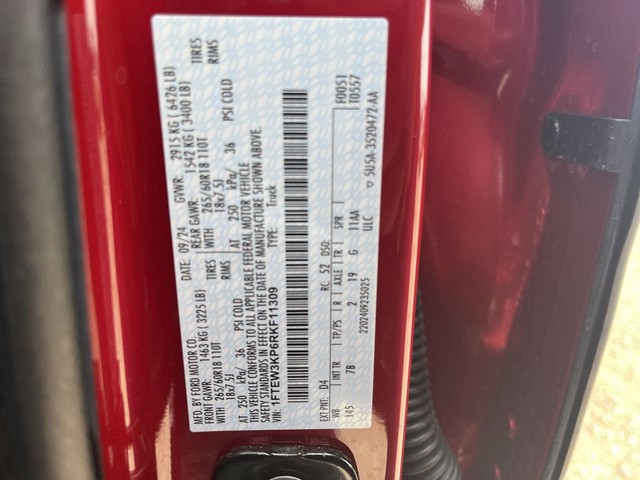 MFD. BY FORD MOTOR CO.
DATE: 09/24 GVWR: 2915 KG ( 6426 LB)
FRONT GAWR: 1463 KG ( 3225 LB) REAR GAWR: 1542 KG ( 3400 LB)
WITH 265/60R18 110T TIRES WITH 265/60R18 110T TIRES
18x7.5J RIMS 18x7.5J RIMS
AT 250 kPa/ 36 PSI COLD AT 250 kPa/ 36 PSI COLD
THIS VEHICLE CONFORMS TO ALL APPLICABLE FEDERAL MOTOR VEHICLE
SAFETY STANDARDS IN EFFECT ON THE DATE OF MANUFACTURE SHOWN ABOVE.
VIN: 1FTEW3KP6RKF11309 TYPE: Truck
EXT PNT: D4 RC: 52 DSO: F0051
T0557
WB INT TR TP/PS R AXLE TR SPR
145 7B 2 19 G 11AA
ULC
2202409235025
5U5A-3520472-AA